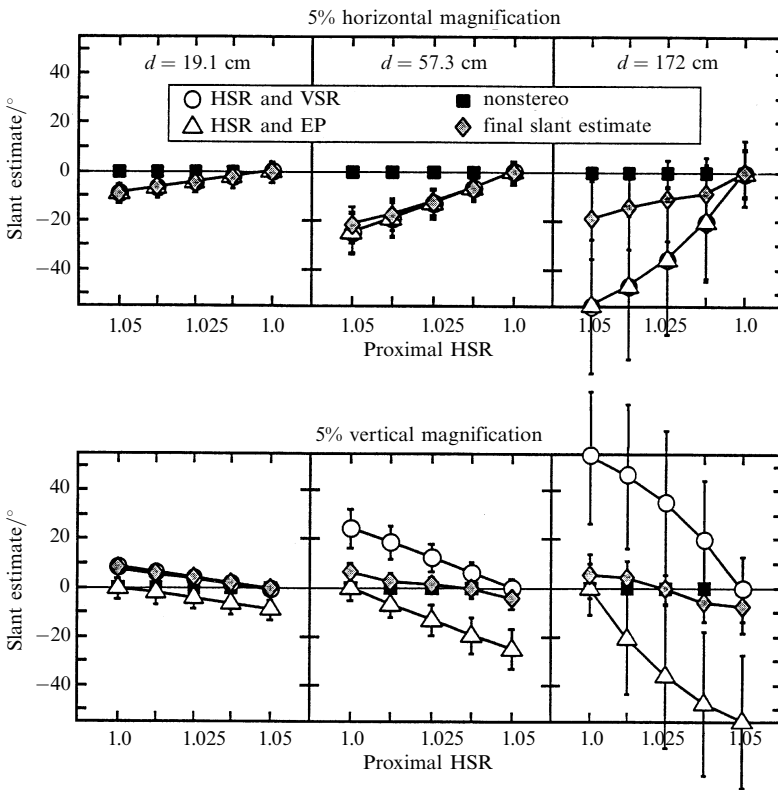 5% horizontal magnification
d = 19.1 cm
d = 57.3 cm
d = 172 cm
HSR and VSR
nonstereo
HSR and EP
final slant estimate
Slant estimate/°
40
20
0
−20
−40
1.05
1.025
1.0
1.05
1.025
1.0
1.05
1.025
1.0
Proximal HSR
5% vertical magnification
Slant estimate/°
40
20
0
−20
−40
1.0
1.025
1.05
1.0
1.025
1.05
1.0
1.025
1.05
Proximal HSR